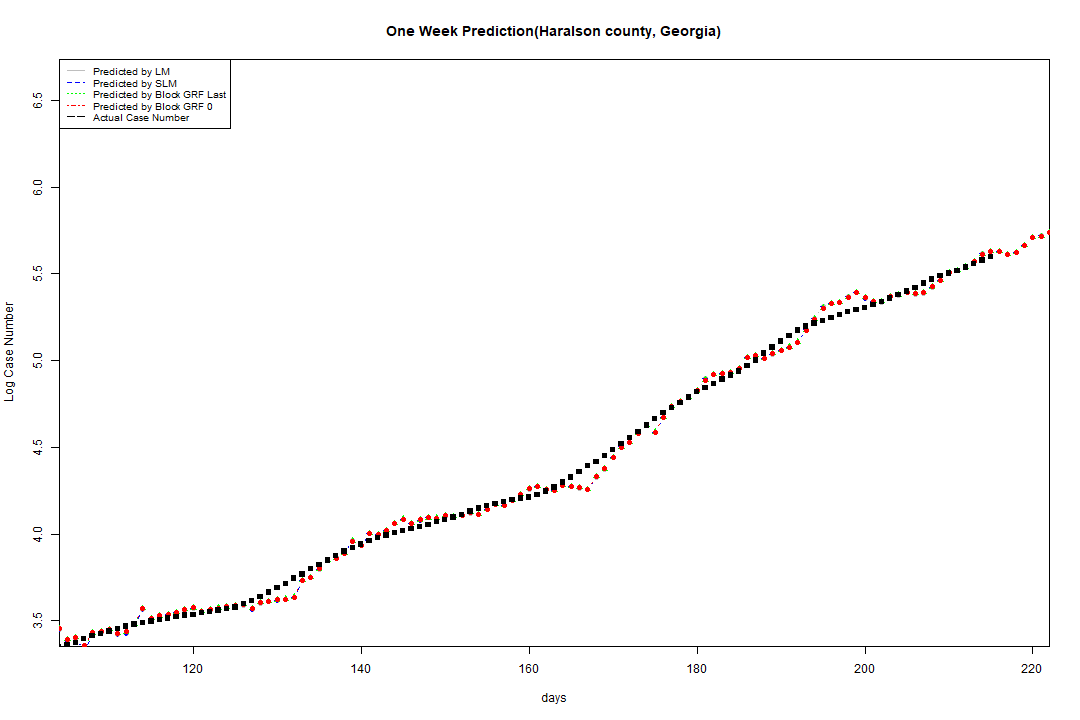 One Week Prediction(Haralson county, Georgia)
Predicted by LM
Predicted by SLM
Predicted by Block GRF Last
Predicted by Block GRF 0
Actual Case Number
6.5
6.0
5.5
5.0
4.5
4.0
3.5
Log Case Number
120 140 160 180 200 220
days